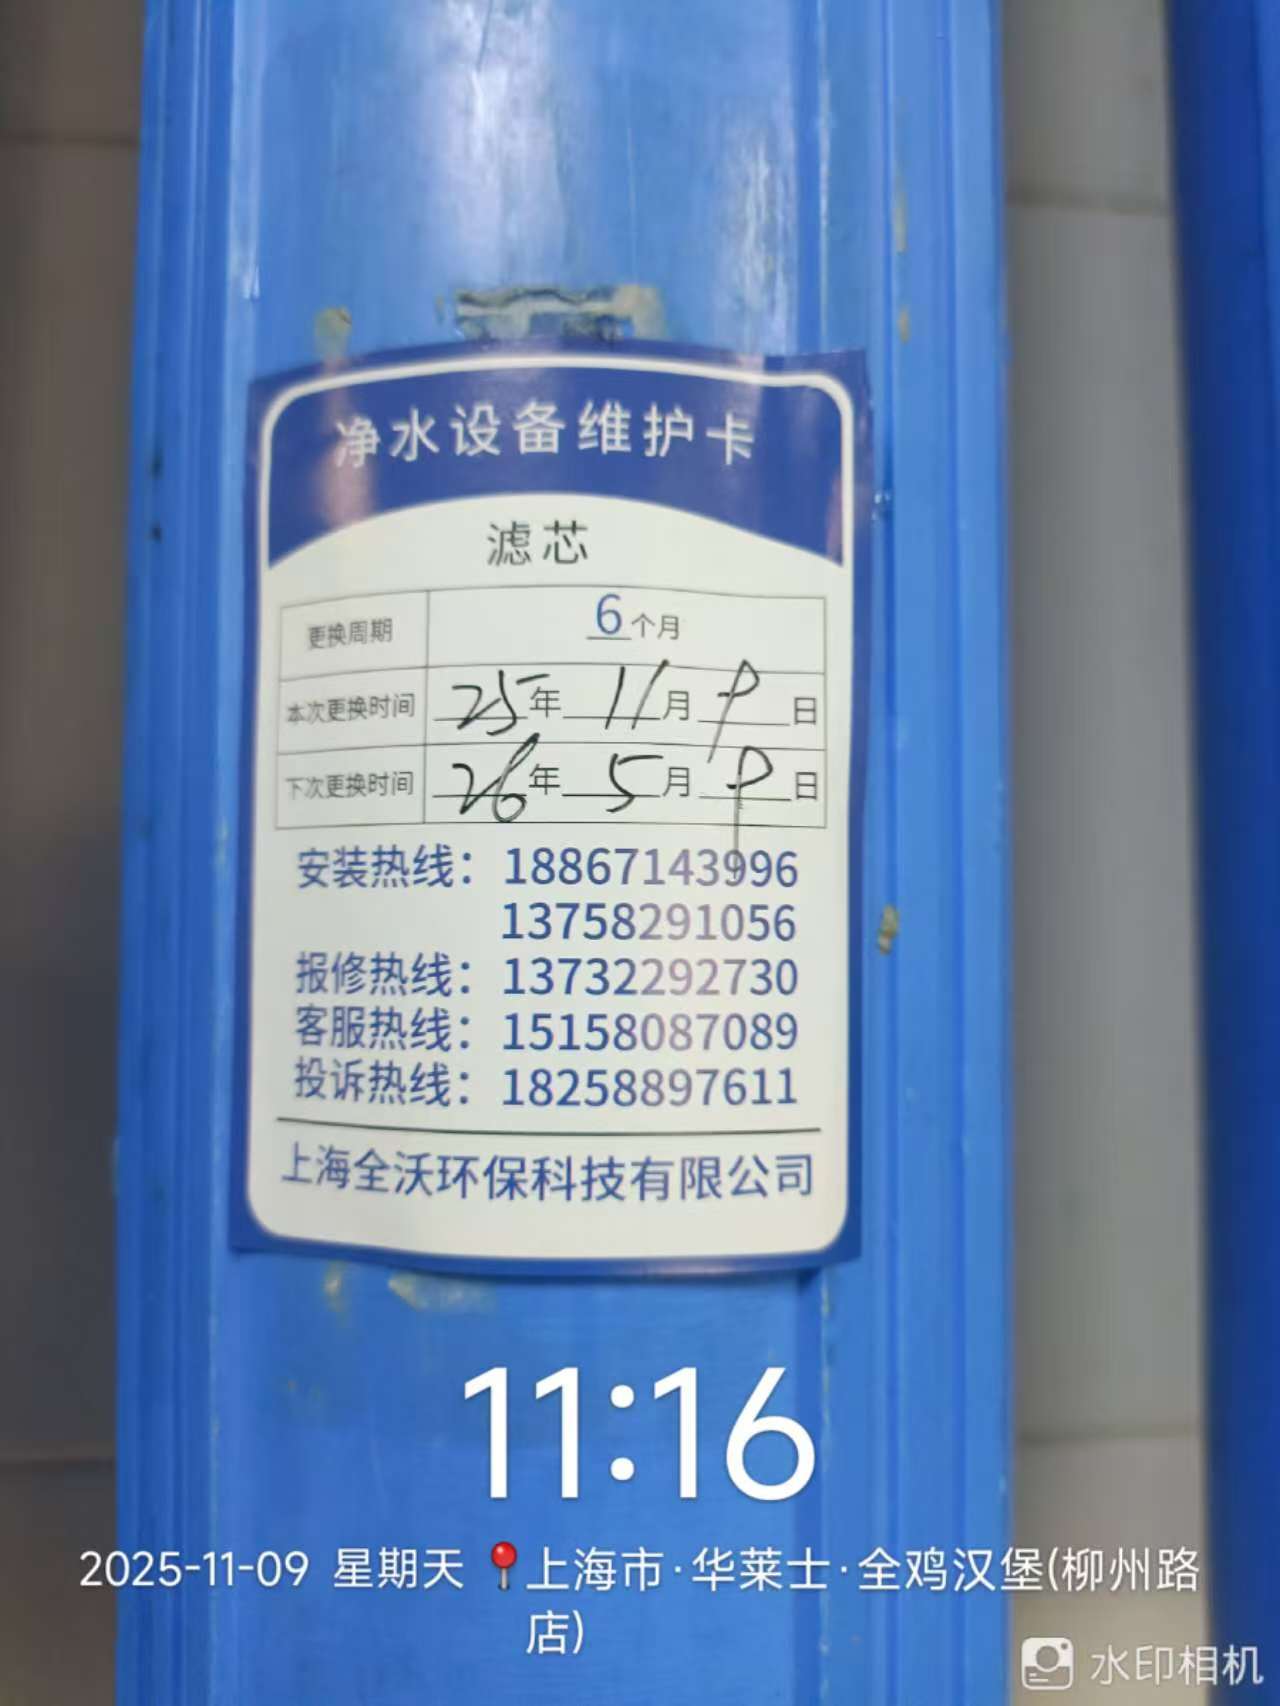 净水设备维护卡
滤芯
更换周期 6个月
本次更换时间 25年11月9日
下次更换时间 26年5月9日
安装热线：18867143996
13758291056
报修热线：13732292730
客服热线：15158087089
投诉热线：18258897611
上海全沃环保科技有限公司
11:16
2025-11-09 星期天 📍上海市·华莱士·全鸡汉堡(柳州路
店)
水印相机